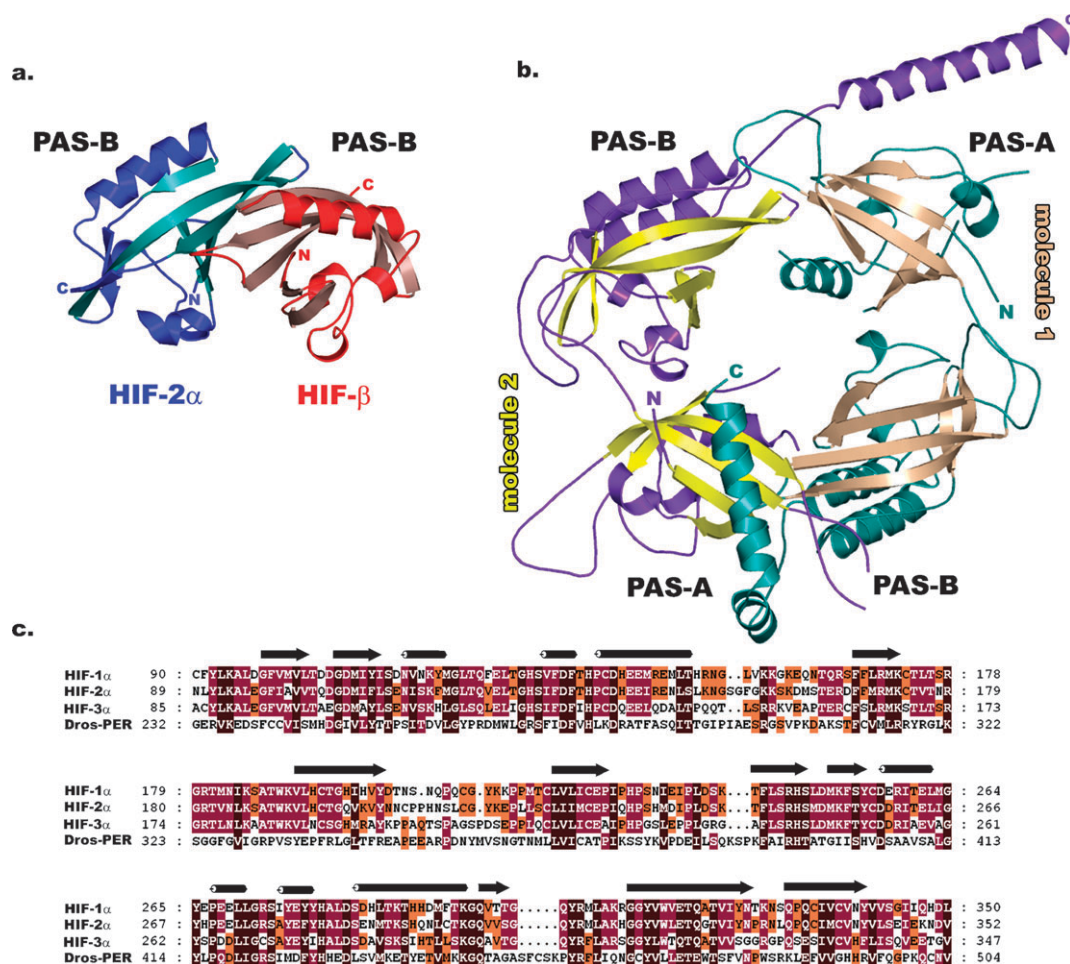 a.
PAS-B
PAS-B
C
N
N
C
HIF-2α
HIF-β
b.
C
PAS-B
PAS-A
molecule 1
N
molecule 2
N
C
PAS-A
PAS-B
c.
HIF-1α 90 : CFYLKALDGFVMVLTDDGDMIYISDNVNKYMGLTQFELTGHSVFDFTHPCDHEEMREMLTHRNG..LVKKGKEQNTQRSFFLRMKCTLTSR : 178
HIF-2α 89 : NLYLKALEGFIAVVTQDGDMIFLSENISKFMGLTQVELTGHSIFDFTHPCDHEEIRENLSLKNGSGFGKKSKDMSTERDFFMRMKCTVTNR : 179
HIF-3α 85 : ACYLKALEGFVMVLTAEGDMAYLSENVSKHLGLSQLELIGHSIFDFIHPCDQEELQDALTPQQT..LSRRKVEAPTERCFSLRMKSTLTSR : 173
Dros-PER 232 : GERVKEDSFCCVISMHDGIVLYTTPSITDVLGYPRDMWLGRSFIDFVHLKDRATFASQITTGIPIAESRGSVPKDAKSTFCVMLRRYRGLK : 322
HIF-1α 179 : GRTMNIKSATWKVLHCTGHIHVYDTNS.NQPQCG.YKKPPMTCLVLICEPIPHPSNIEIPLDSK...TFLSRHSLDMKFSYCDERITELMG : 264
HIF-2α 180 : GRTVNLKSATWKVLHCTGQVKVYNNCPPHNSLCG.YKEPLLSCLIIMCEPIQHPSHMDIPLDSK...TFLSRHSMDMKFTYCDDRITELIG : 266
HIF-3α 174 : GRTLNLKAATWKVLNCSGHMRAYKPPAQTSPAGSPDSEPPLQCLVLICEAIPHPGSLEPPLGRG...AFLSRHSLDMKFTYCDDRIAEVAG : 261
Dros-PER 323 : SGGFGVIGRPVSYEPFRLGLTFREAPEEARPDNYMVSNGTNMLLVICATPIKSSYKVPDEILSQKSPKFAIRHTATGIISHVDSAAVSALG : 413
HIF-1α 265 : YEPEELLGRSIYEYYHALDSDHLTKTHHDMFTKGQVTTG.....QYRMLAKRGGYVWVETQATVIYNTKNSQPQCIVCVNYVVSGIIQHDL : 350
HIF-2α 267 : YHPEELLGRSAYEFYHALDSENMTKSHQNLCTKGQVVSG.....QYRMLAKHGGYVWLETQGTVIYNPRNLQPQCIMCVNYVLSEIEKNDV : 352
HIF-3α 262 : YSPDDLIGCSAYEYIHALDSDAVSKSIHTLLSKGQAVTG.....QYRFLARSGGYLWTQTQATVVSGGRGPQSESIVCVHFLISQVEETGV : 347
Dros-PER 414 : YLPQDLIGRSIMDFYHHEDLSVMKETYETVMKKGQTAGASFCSKPYRFLIQNGCYVLLETEWTSFVNPWSRKLEFVVGHHRVFQGPKQCNV : 504